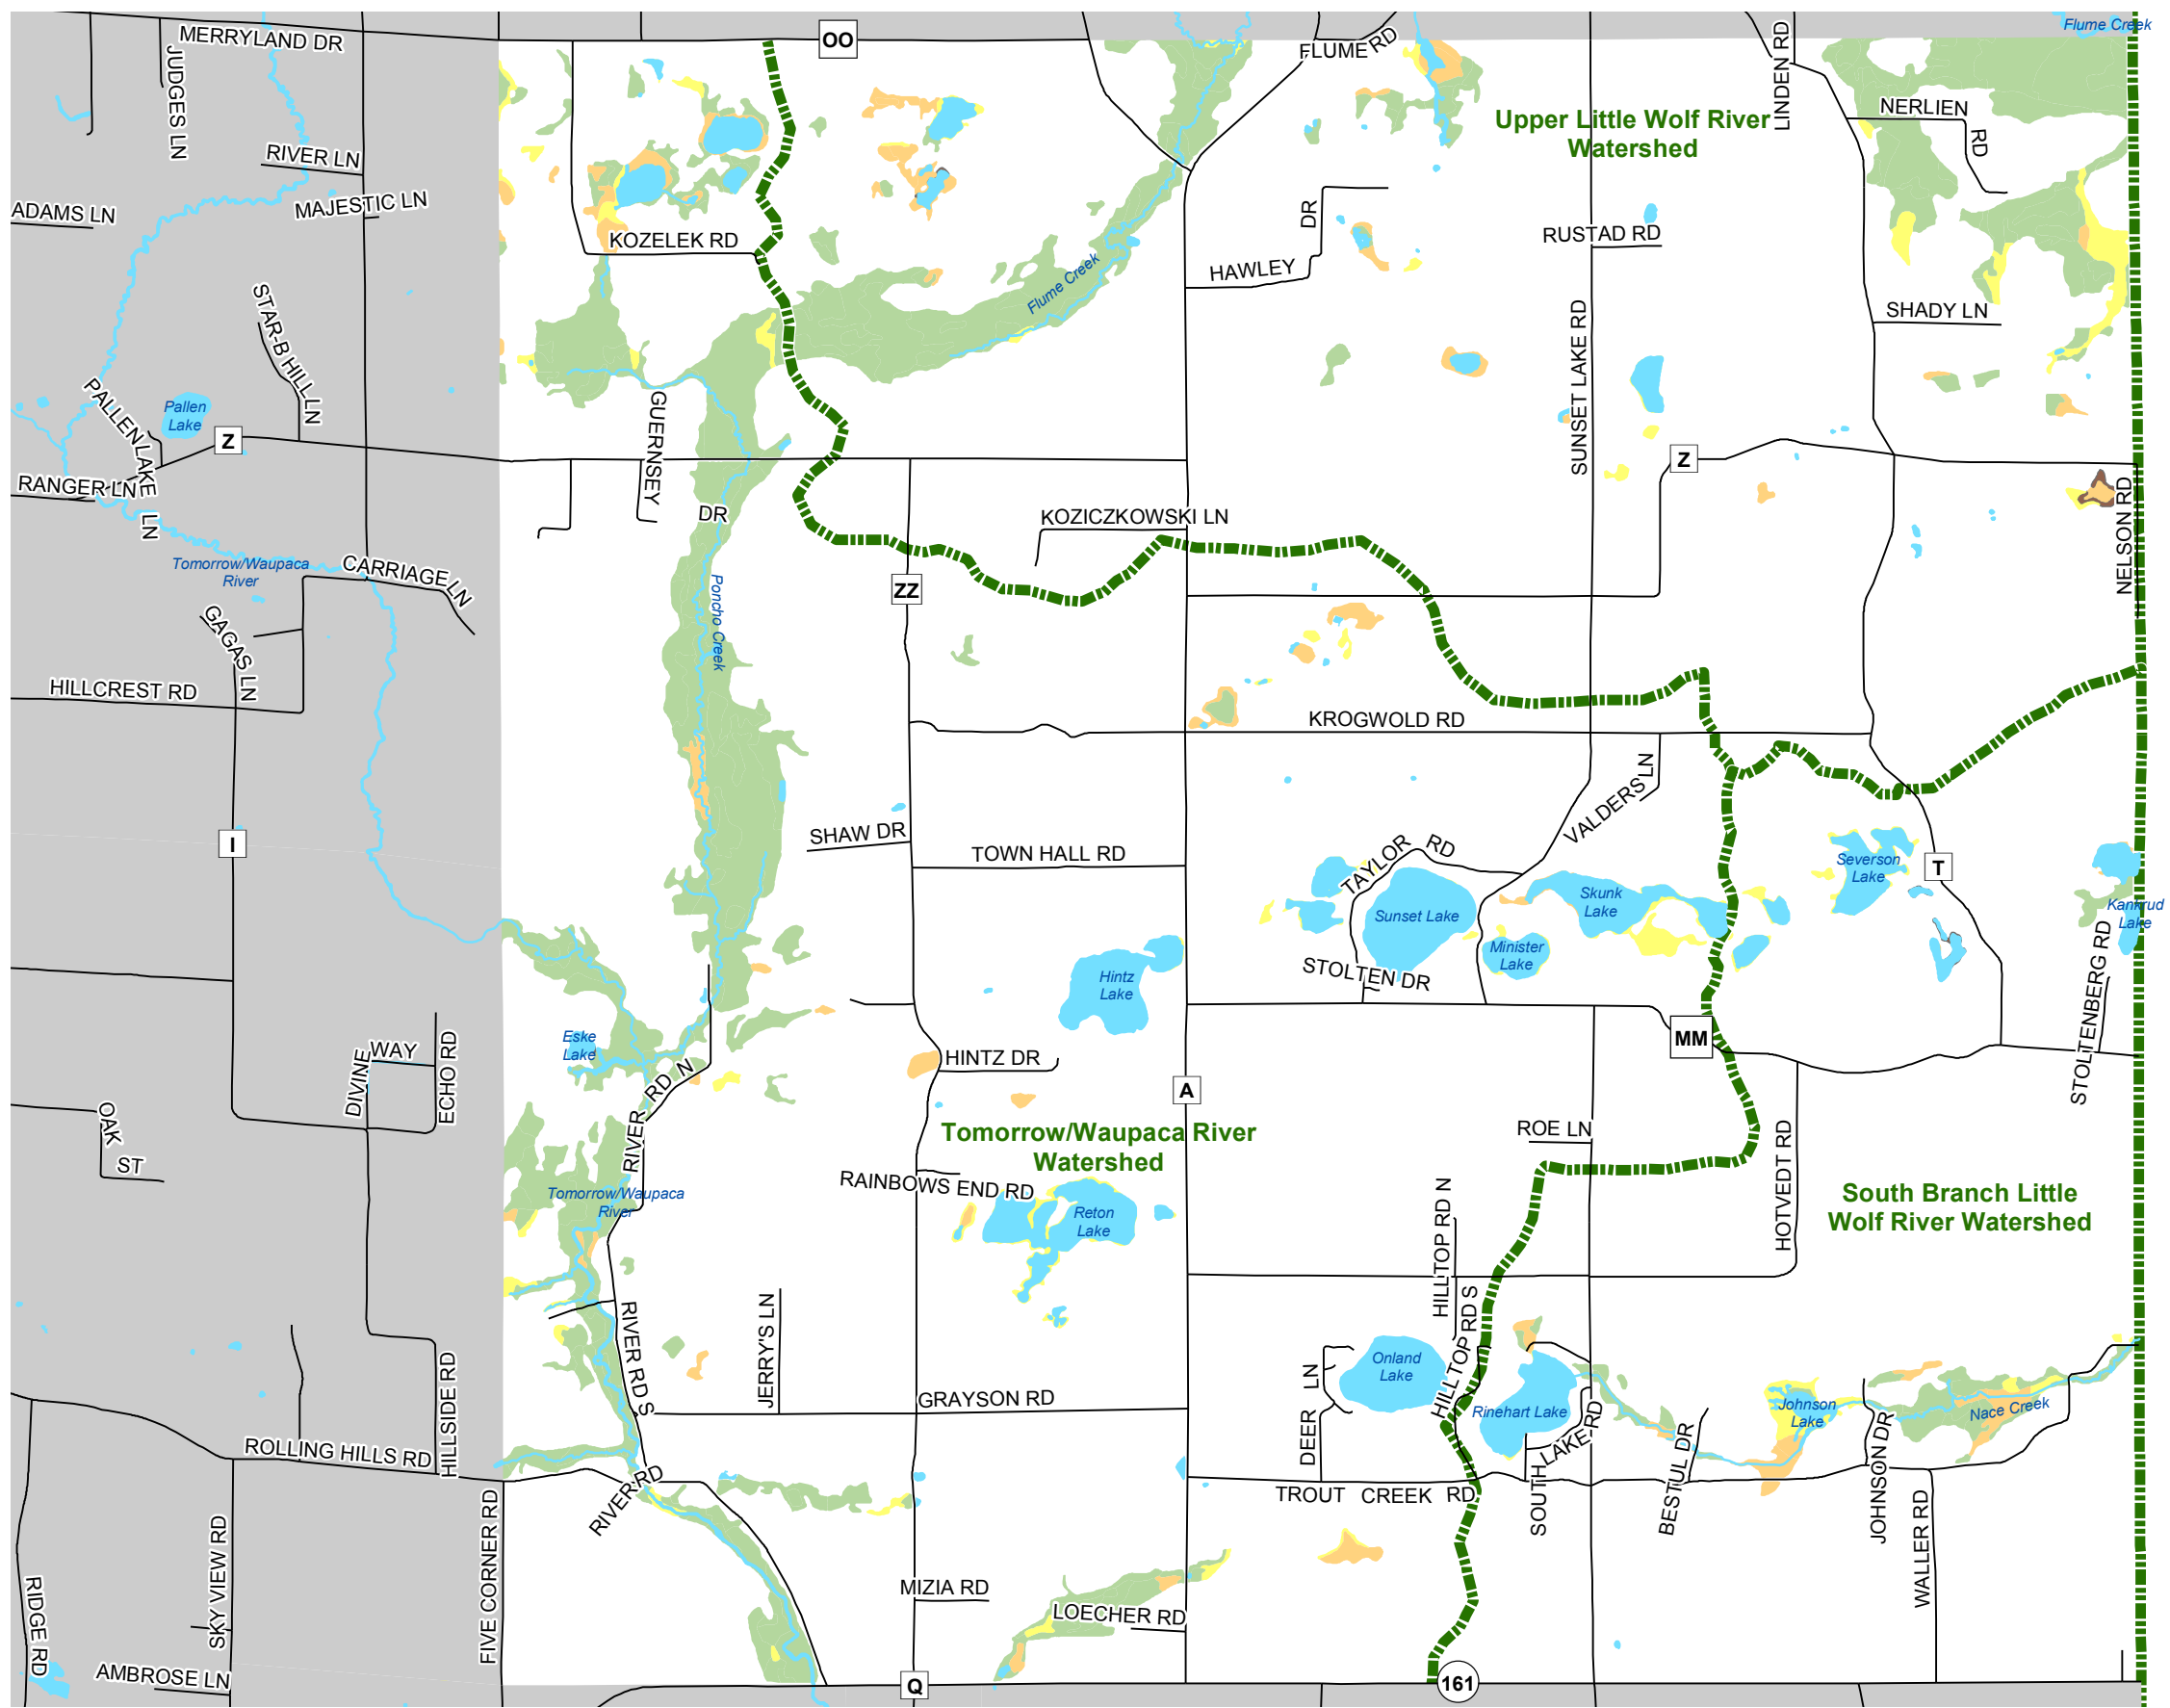 Flume Creek
MERRYLAND DR
OO
FLUME RD
LINDEN RD
JUDGES LN
Upper Little Wolf River
Watershed
NERLIEN
RD
RIVER LN
ADAMS LN
MAJESTIC LN
DR
KOZELEK RD
RUSTAD RD
HAWLEY
Flume Creek
STAR-B HILL LN
SHADY LN
SUNSET LAKE RD
PALLEN LAKE
LN
Pallen
Lake
Z
GUERNSEY
DR
Z
RANGER LN
NELSON RD
KOZICZKOWSKI LN
Tomorrow/Waupaca
River
CARRIAGE LN
ZZ
Poncho Creek
GAGAS LN
HILLCREST RD
KROGWOLD RD
VALDERS LN
I
SHAW DR
TOWN HALL RD
TAYLOR RD
Severson
Lake
T
Skunk
Lake
Sunset Lake
Kankrud
Lake
Minister
Lake
STOLTEN DR
Hintz
Lake
STOLTENBERG RD
Eske
Lake
MM
DIVINE
WAY
ECHO RD
HINTZ DR
RIVER RD N
A
OAK
ST
Tomorrow/Waupaca River
Watershed
ROE LN
HOTVEDT RD
RAINBOWS END RD
Tomorrow/Waupaca
River
Reton
Lake
HILLTOP RD N
South Branch Little
Wolf River Watershed
RIVER RD S
JERRY'S LN
HILLTOP RD S
Onland
Lake
DEER LN
HILLSIDE RD
GRAYSON RD
Rinehart Lake
Johnson
Lake
Nace Creek
ROLLING HILLS RD
SOUTH
LAKE RD
BESTUL DR
JOHNSON DR
RIVER RD
TROUT CREEK RD
FIVE CORNER RD
SKY VIEW RD
WALLER RD
RIDGE RD
MIZIA RD
LOECHER RD
AMBROSE LN
Q
161